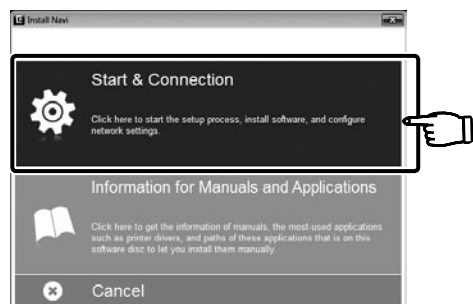 Install Navi
Start & Connection
Click here to start the setup process, install software, and configure
network settings.
Information for Manuals and Applications
Click here to get the information of manuals, the most-used applications
such as printer drivers, and paths of these applications that is on this
software disc to let you install them manually.
Cancel